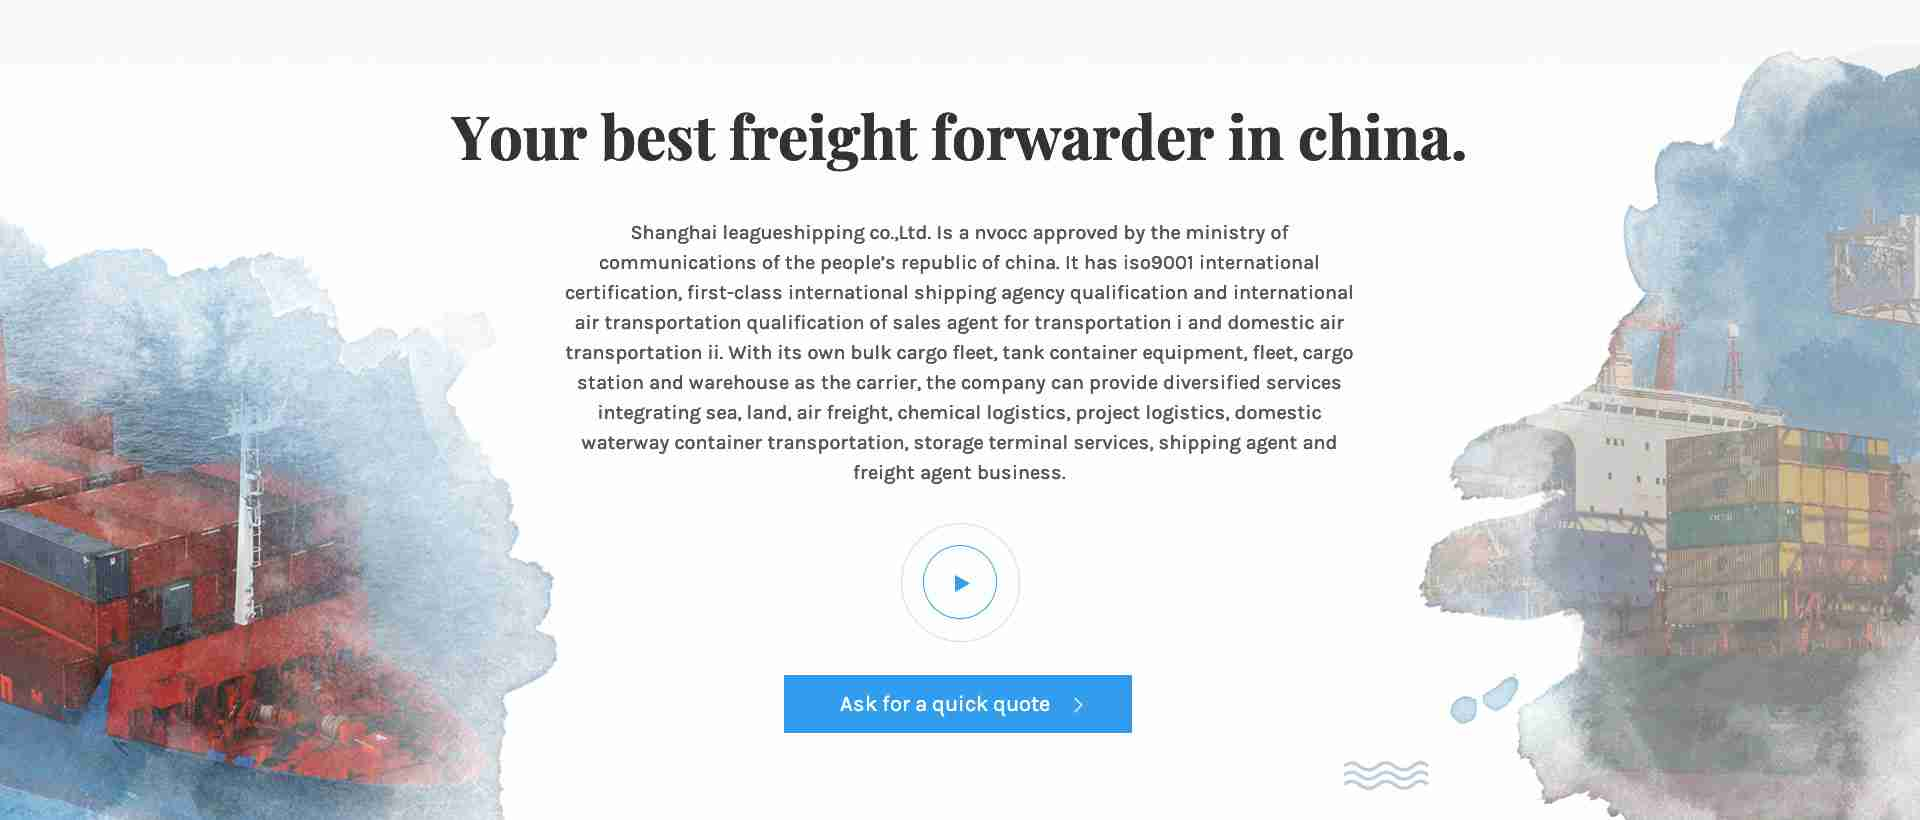 Your best freight forwarder in china.
Shanghai leagueshipping co.,Ltd. Is a nvocc approved by the ministry of
communications of the people's republic of china. It has iso9001 international
certification, first-class international shipping agency qualification and international
air transportation qualification of sales agent for transportation i and domestic air
transportation ii. With its own bulk cargo fleet, tank container equipment, fleet, cargo
station and warehouse as the carrier, the company can provide diversified services
integrating sea, land, air freight, chemical logistics, project logistics, domestic
waterway container transportation, storage terminal services, shipping agent and
freight agent business.
Ask for a quick quote